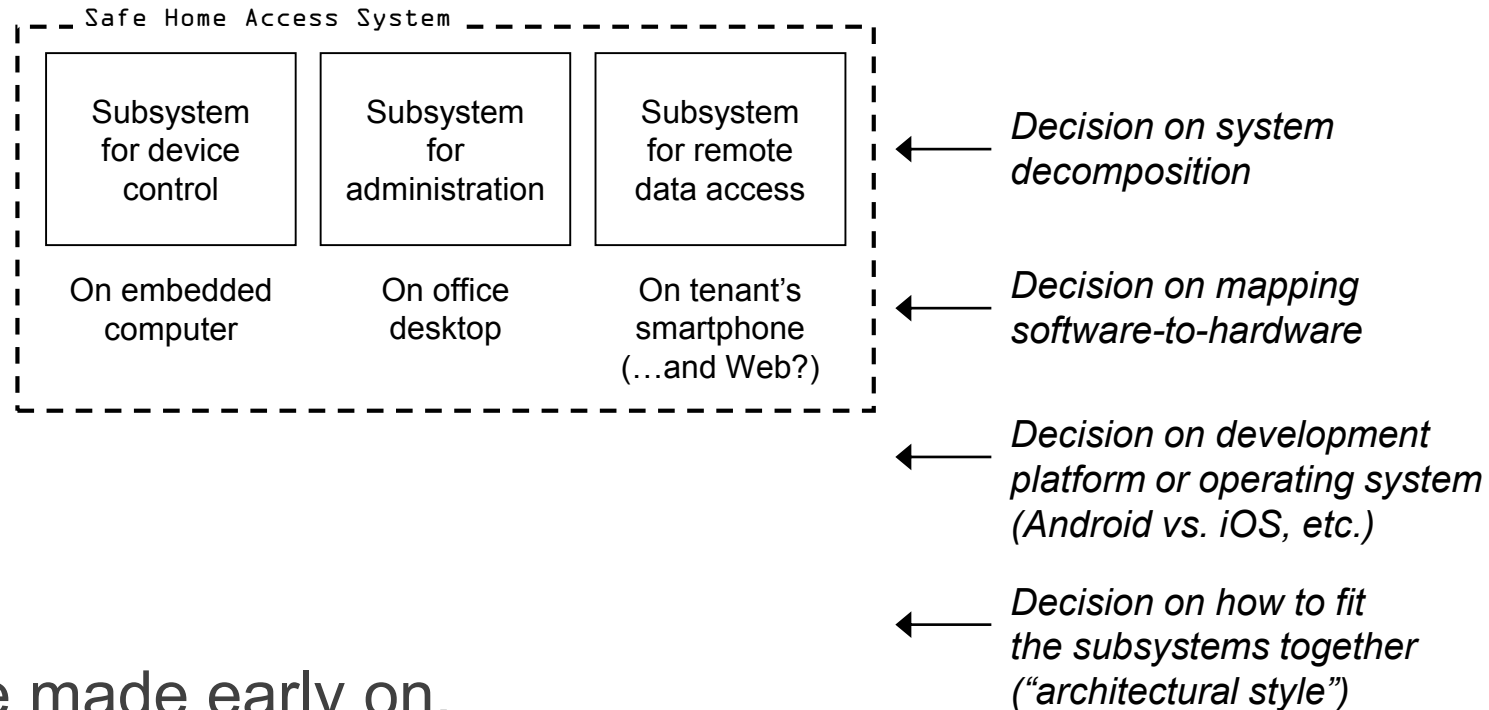 Safe Home Access System
Subsystem
for device
control
Subsystem
for
administration
Subsystem
for remote
data access
Decision on system
decomposition
On embedded
computer
On office
desktop
On tenant’s
smartphone
(…and Web?)
Decision on mapping
software-to-hardware
Decision on development
platform or operating system
(Android vs. iOS, etc.)
Decision on how to fit
the subsystems together
(“architectural style”)
made early on.